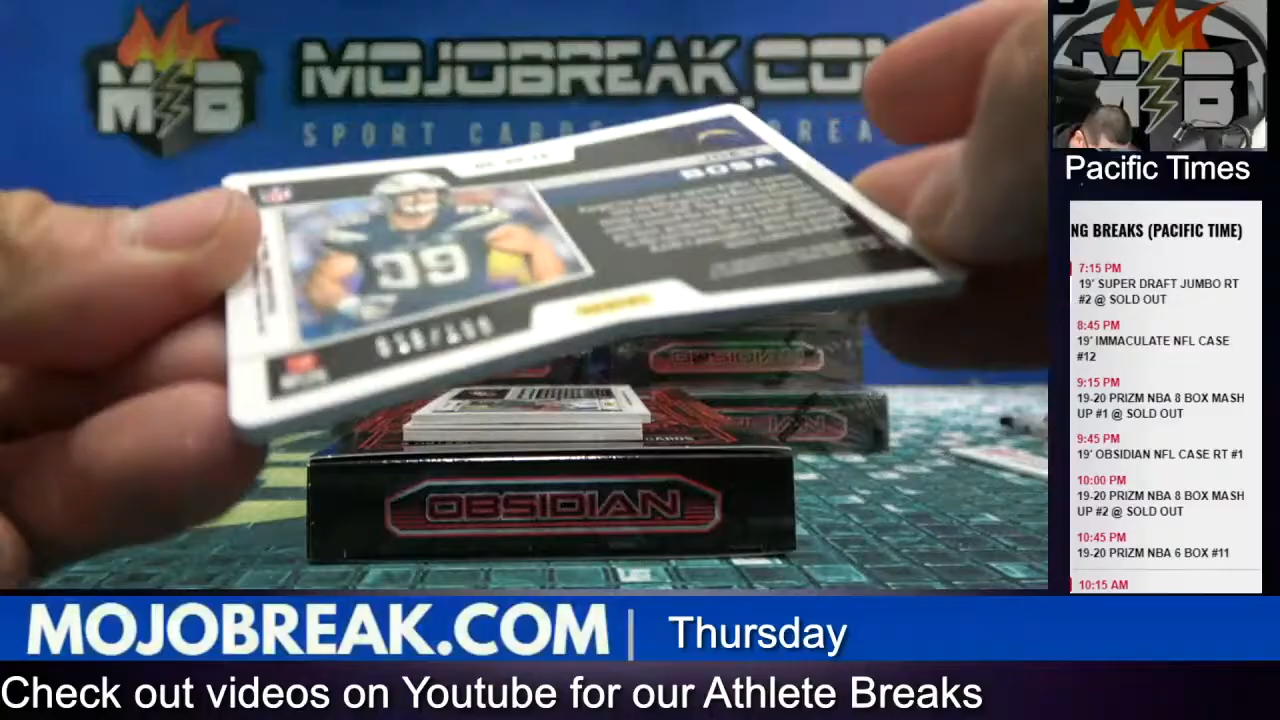 MOJOBREAK.COM
M B
SPORT CARDS
BREA
M B
Pacific Times
NG BREAKS (PACIFIC TIME)
7:15 PM
19' SUPER DRAFT JUMBO RT
#2 @ SOLD OUT
8:45 PM
19' IMMACULATE NFL CASE
#12
9:15 PM
19-20 PRIZM NBA 8 BOX MASH
UP #1 @ SOLD OUT
9:45 PM
19' OBSIDIAN NFL CASE RT #1
10:00 PM
19-20 PRIZM NBA 8 BOX MASH
UP #2 @ SOLD OUT
10:45 PM
19-20 PRIZM NBA 6 BOX #11
10:15 AM
BOSA
99
OBSIDIAN
CARDS
OBSIDIAN
MOJOBREAK.COM | Thursday
Check out videos on Youtube for our Athlete Breaks